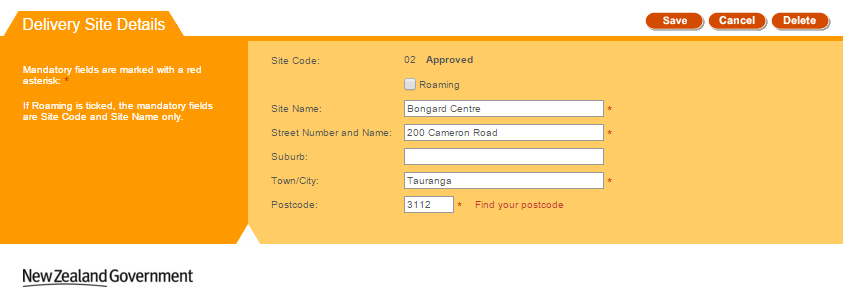 Delivery Site Details
Save Cancel Delete
Mandatory fields are marked with a red
asterisk: *
If Roaming is ticked, the mandatory fields
are Site Code and Site Name only.
Site Code: 02 Approved
Roaming
Site Name: Bongard Centre *
Street Number and Name: 200 Cameron Road *
Suburb:
Town/City: Tauranga *
Postcode: 3112 * Find your postcode
New Zealand Government